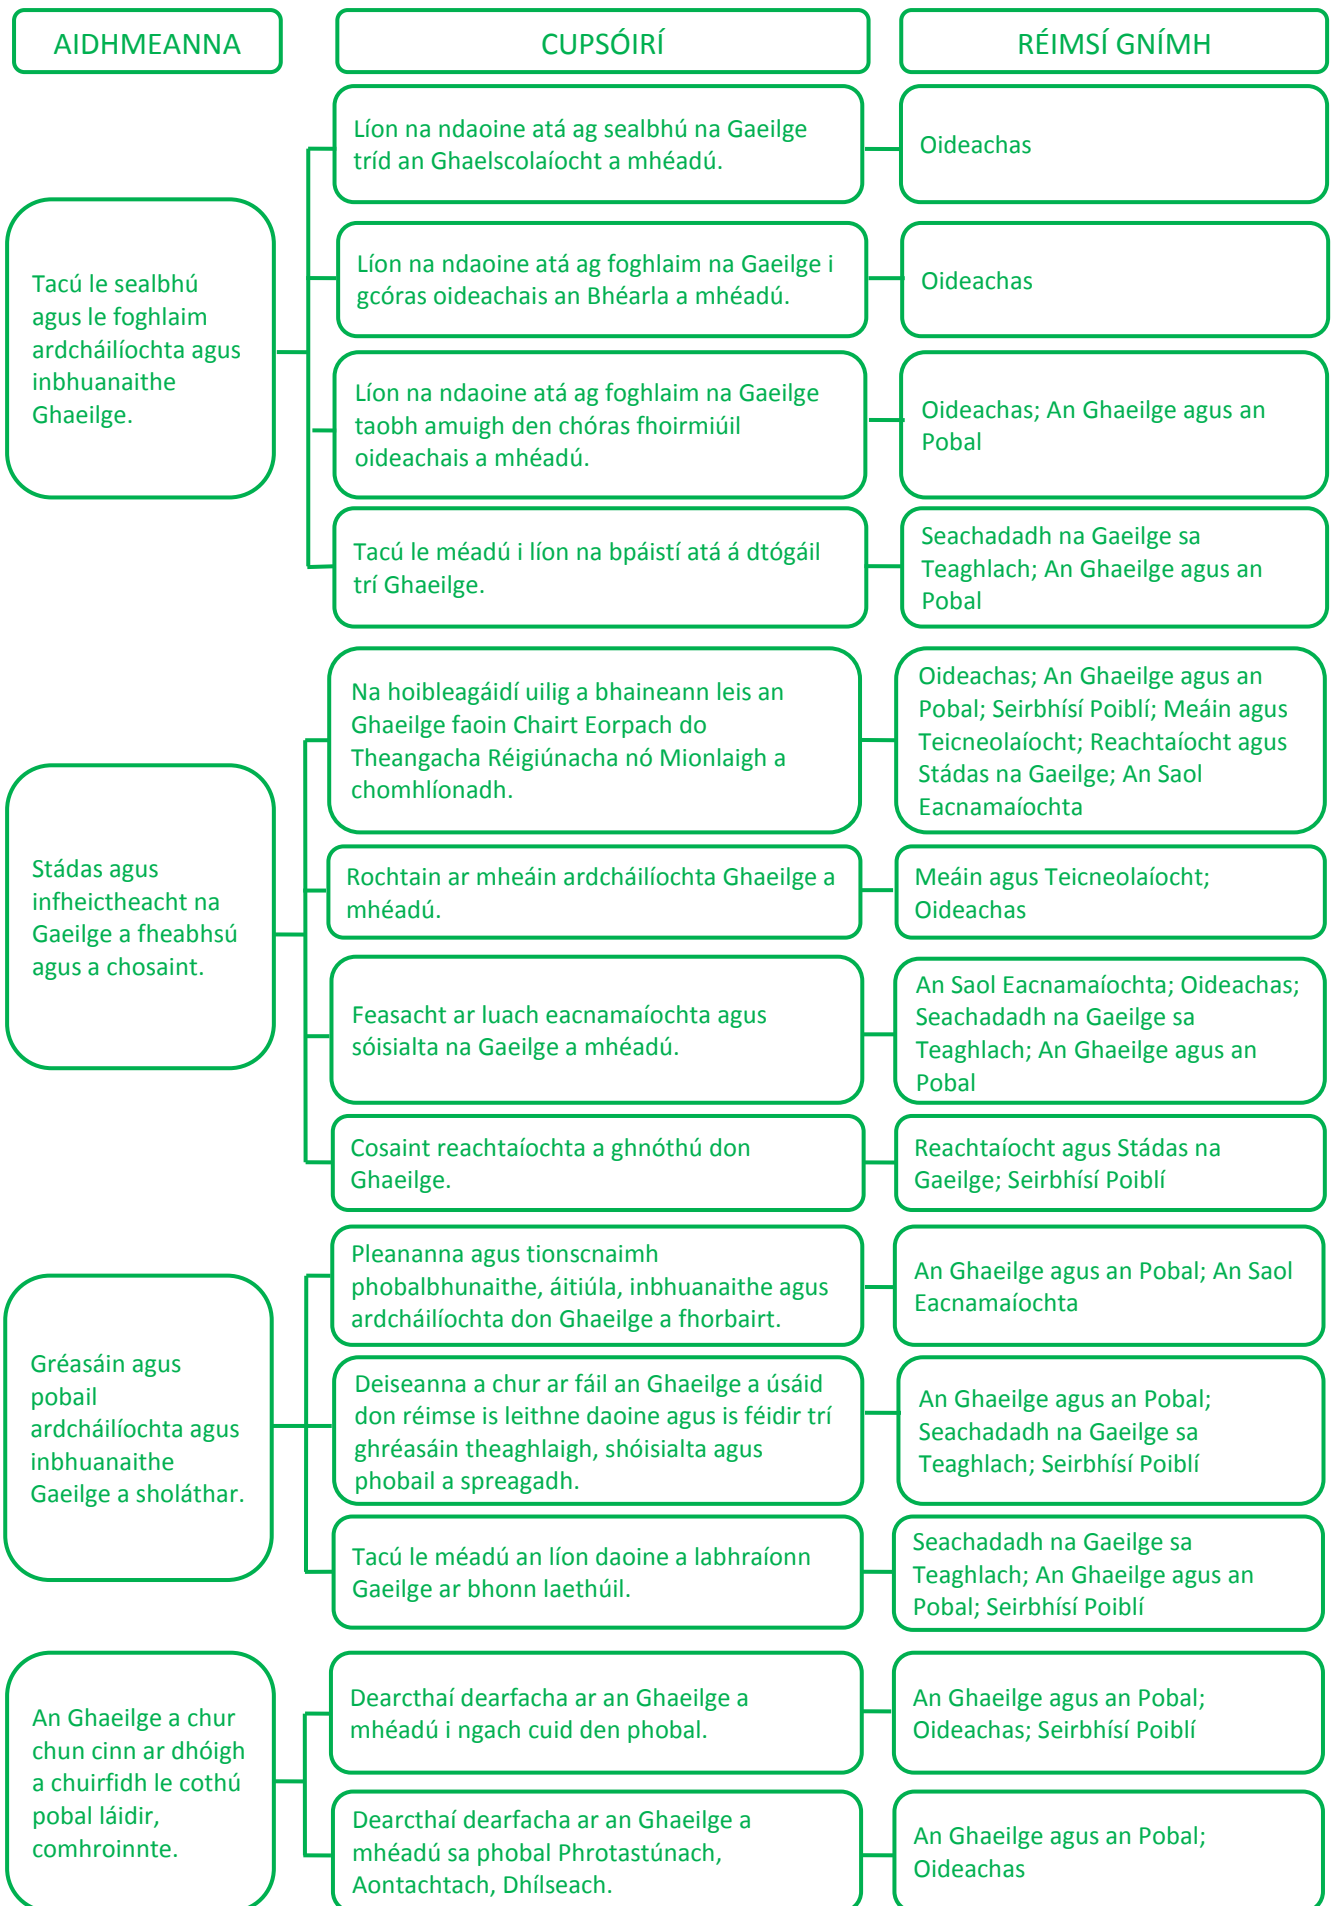 AIDHMEANNA
CUPSÓIRÍ
RÉIMSÍ GNÍMH
Tacú le sealbhú
agus le foghlaim
ardcháilíochta agus
inbhuanaithe
Ghaeilge.
Líon na ndaoine atá ag sealbhú na Gaeilge
tríd an Ghaelscolaíocht a mhéadú.
Oideachas
Líon na ndaoine atá ag foghlaim na Gaeilge i
gcóras oideachais an Bhéarla a mhéadú.
Oideachas
Líon na ndaoine atá ag foghlaim na Gaeilge
taobh amuigh den chóras fhoirmiúil
oideachais a mhéadú.
Oideachas; An Ghaeilge agus an
Pobal
Tacú le méadú i líon na bpáistí atá á dtógáil
trí Ghaeilge.
Seachadadh na Gaeilge sa
Teaghlach; An Ghaeilge agus an
Pobal
Stádas agus
infheictheacht na
Gaeilge a fheabhsú
agus a chosaint.
Na hoibleagáidí uilig a bhaineann leis an
Ghaeilge faoin Chairt Eorpach do
Theangacha Réigiúnacha nó Mionlaigh a
chomhlíonadh.
Oideachas; An Ghaeilge agus an
Pobal; Seirbhísí Poiblí; Meáin agus
Teicneolaíocht; Reachtaíocht agus
Stádas na Gaeilge; An Saol
Eacnamaíochta
Rochtain ar mheáin ardcháilíochta Ghaeilge a
mhéadú.
Meáin agus Teicneolaíocht;
Oideachas
Feasacht ar luach eacnamaíochta agus
sóisialta na Gaeilge a mhéadú.
An Saol Eacnamaíochta; Oideachas;
Seachadadh na Gaeilge sa
Teaghlach; An Ghaeilge agus an
Pobal
Cosaint reachtaíochta a ghnóthú don
Ghaeilge.
Reachtaíocht agus Stádas na
Gaeilge; Seirbhísí Poiblí
Gréasáin agus
pobail
ardcháilíochta agus
inbhuanaithe
Gaeilge a sholáthar.
Pleananna agus tionscnaimh
phobalbhunaithe, áitiúla, inbhuanaithe agus
ardcháilíochta don Ghaeilge a fhorbairt.
An Ghaeilge agus an Pobal; An Saol
Eacnamaíochta
Deiseanna a chur ar fáil an Ghaeilge a úsáid
don réimse is leithne daoine agus is féidir trí
ghréasáin theaghlaigh, shóisialta agus
phobail a spreagadh.
An Ghaeilge agus an Pobal;
Seachadadh na Gaeilge sa
Teaghlach; Seirbhísí Poiblí
Tacú le méadú an líon daoine a labhraíonn
Gaeilge ar bhonn laethúil.
Seachadadh na Gaeilge sa
Teaghlach; An Ghaeilge agus an
Pobal; Seirbhísí Poiblí
An Ghaeilge a chur
chun cinn ar dhóigh
a chuirfidh le cothú
pobal láidir,
comhroinnte.
Dearcthaí dearfacha ar an Ghaeilge a
mhéadú i ngach cuid den phobal.
An Ghaeilge agus an Pobal;
Oideachas; Seirbhísí Poiblí
Dearcthaí dearfacha ar an Ghaeilge a
mhéadú sa phobal Phrotastúnach,
Aontachtach, Dhílseach.
An Ghaeilge agus an Pobal;
Oideachas